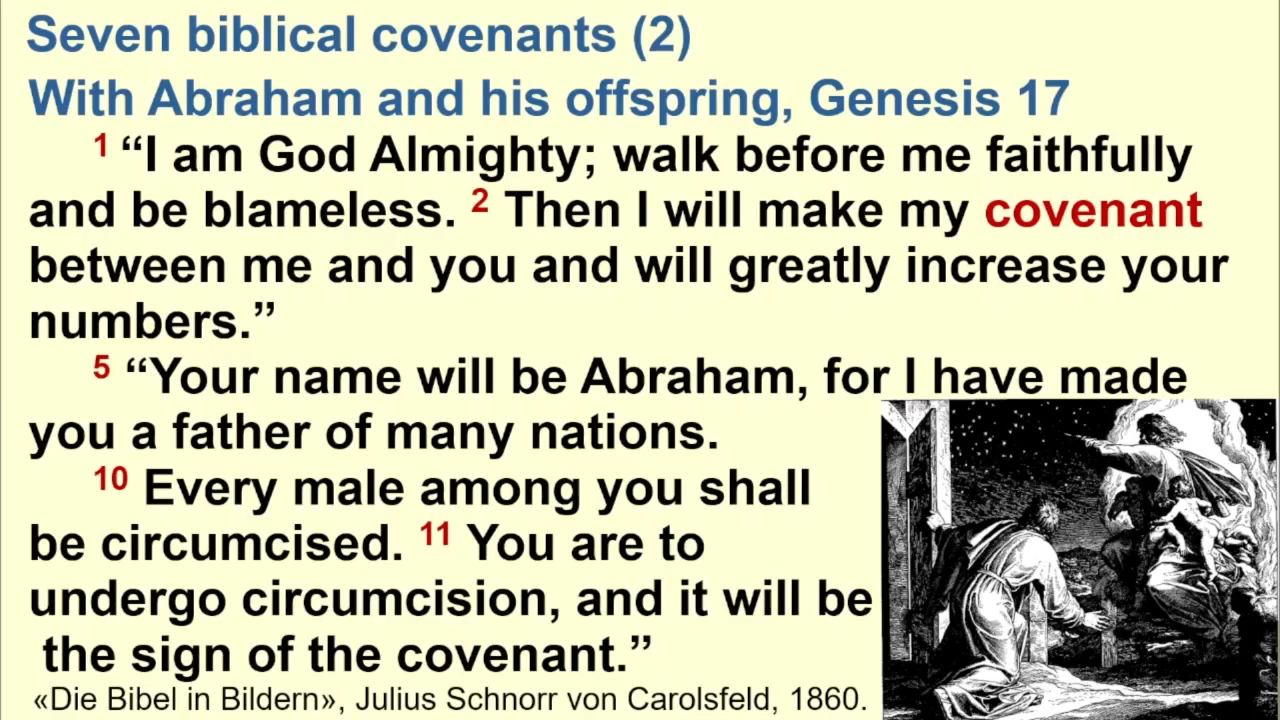 Seven biblical covenants (2)
With Abraham and his offspring, Genesis 17
1 “I am God Almighty; walk before me faithfully
and be blameless. 2 Then I will make my covenant
between me and you and will greatly increase your
numbers.”
5 “Your name will be Abraham, for I have made
you a father of many nations.
10 Every male among you shall
be circumcised. 11 You are to
undergo circumcision, and it will be
the sign of the covenant.”
«Die Bibel in Bildern», Julius Schnorr von Carolsfeld, 1860.